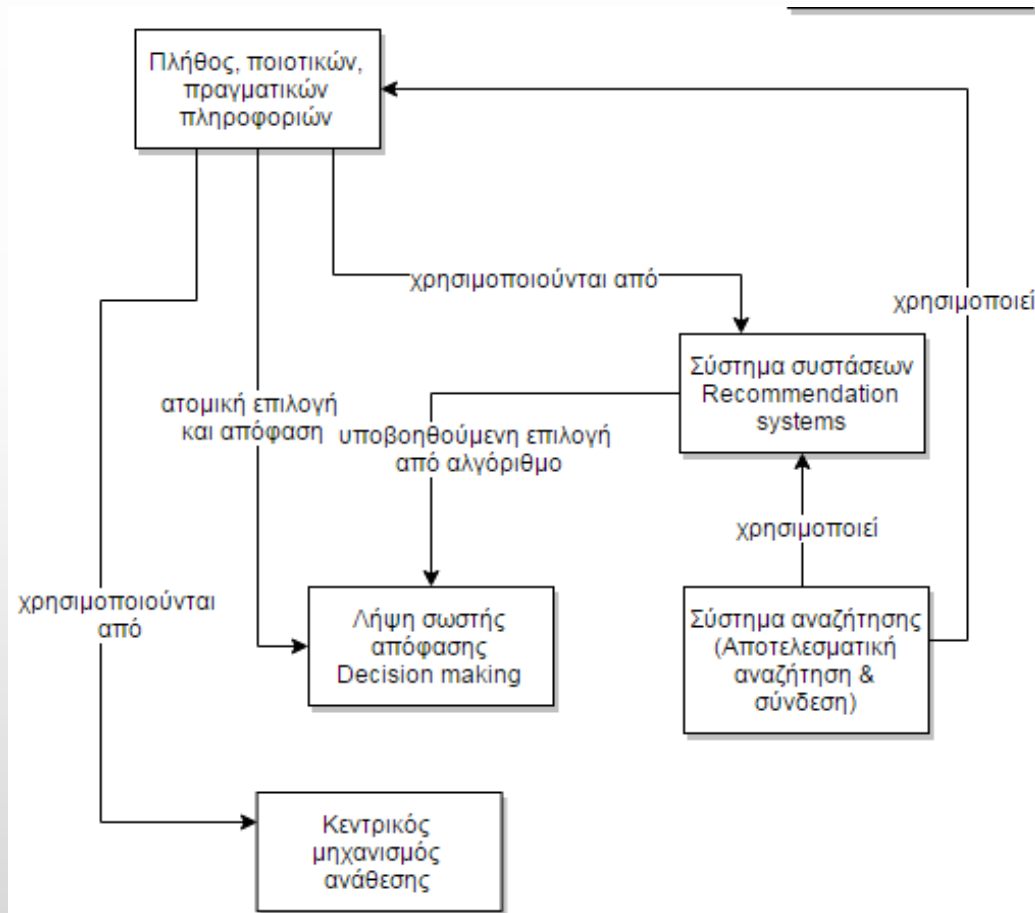 Πλήθος, ποιοτικών,
πραγματικών
πληροφοριών
χρησιμοποιούνται από
χρησιμοποιεί
Σύστημα συστάσεων
Recommendation
systems
ατομική επιλογή
και απόφαση
υποβοηθούμενη επιλογή
από αλγόριθμο
χρησιμοποιεί
χρησιμοποιούνται
από
Λήψη σωστής
απόφασης
Decision making
Σύστημα αναζήτησης
(Αποτελεσματική
αναζήτηση &
σύνδεση)
Κεντρικός
μηχανισμός
ανάθεσης